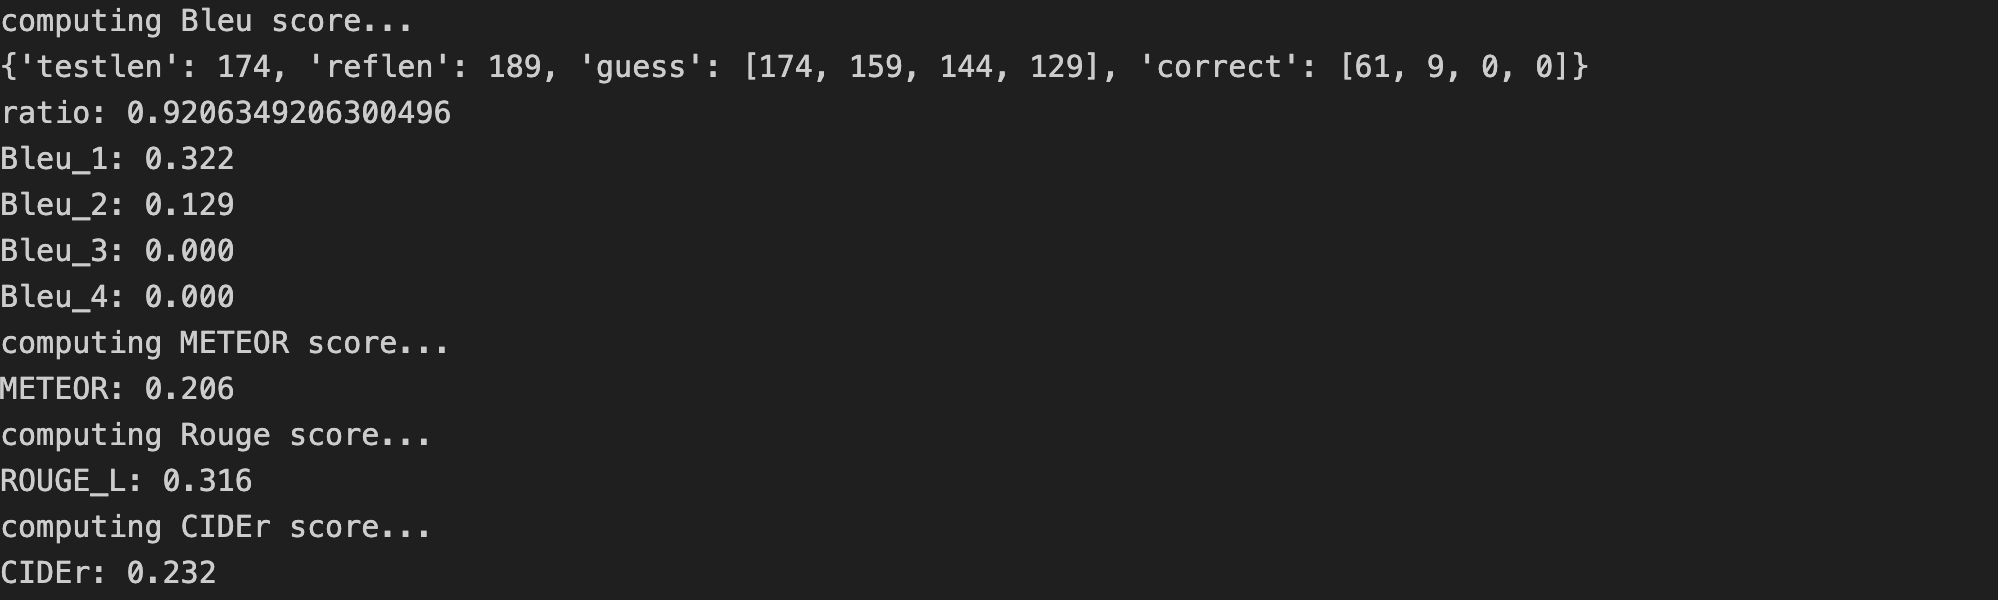 computing Bleu score...
{'testlen': 174, 'reflen': 189, 'guess': [174, 159, 144, 129], 'correct': [61, 9, 0, 0]}
ratio: 0.9206349206300496
Bleu_1: 0.322
Bleu_2: 0.129
Bleu_3: 0.000
Bleu_4: 0.000
computing METEOR score...
METEOR: 0.206
computing Rouge score...
ROUGE_L: 0.316
computing CIDEr score...
CIDEr: 0.232